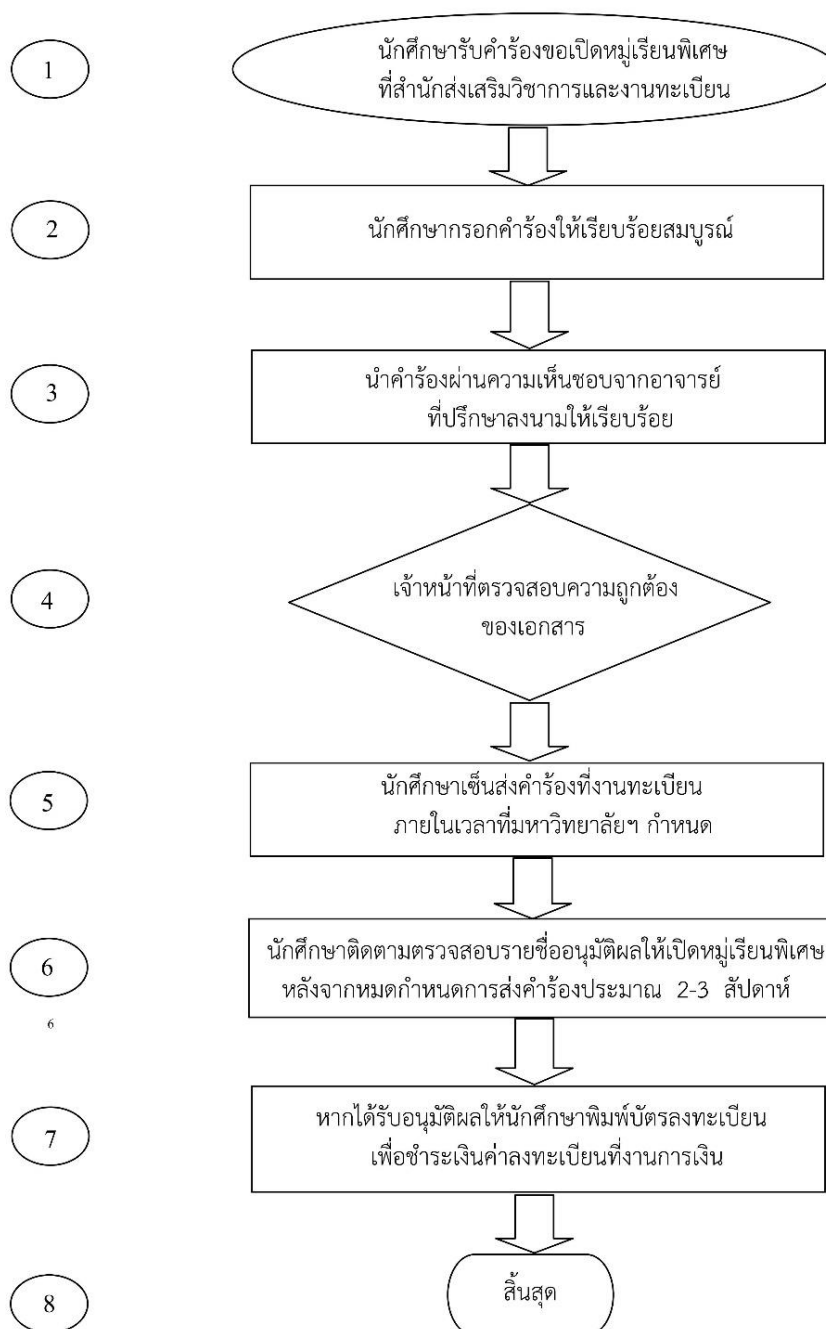 1
นักศึกษารับคำร้องขอเปิดหมู่เรียนพิเศษ
ที่สำนักส่งเสริมวิชาการและงานทะเบียน
2
นักศึกษากรอกคำร้องให้เรียบร้อยสมบูรณ์
3
นำคำร้องผ่านความเห็นชอบจากอาจารย์
ที่ปรึกษาลงนามให้เรียบร้อย
4
เจ้าหน้าที่ตรวจสอบความถูกต้อง
ของเอกสาร
5
นักศึกษาเซ็นส่งคำร้องที่งานทะเบียน
ภายในเวลาที่มหาวิทยาลัยฯ กำหนด
6
นักศึกษาติดตามตรวจสอบรายชื่ออนุมัติผลให้เปิดหมู่เรียนพิเศษ
หลังจากหมดกำหนดการส่งคำร้องประมาณ 2-3 สัปดาห์
6
7
หากได้รับอนุมัติผลให้นักศึกษาพิมพ์บัตรลงทะเบียน
เพื่อชำระเงินค่าลงทะเบียนที่งานการเงิน
8
สิ้นสุด